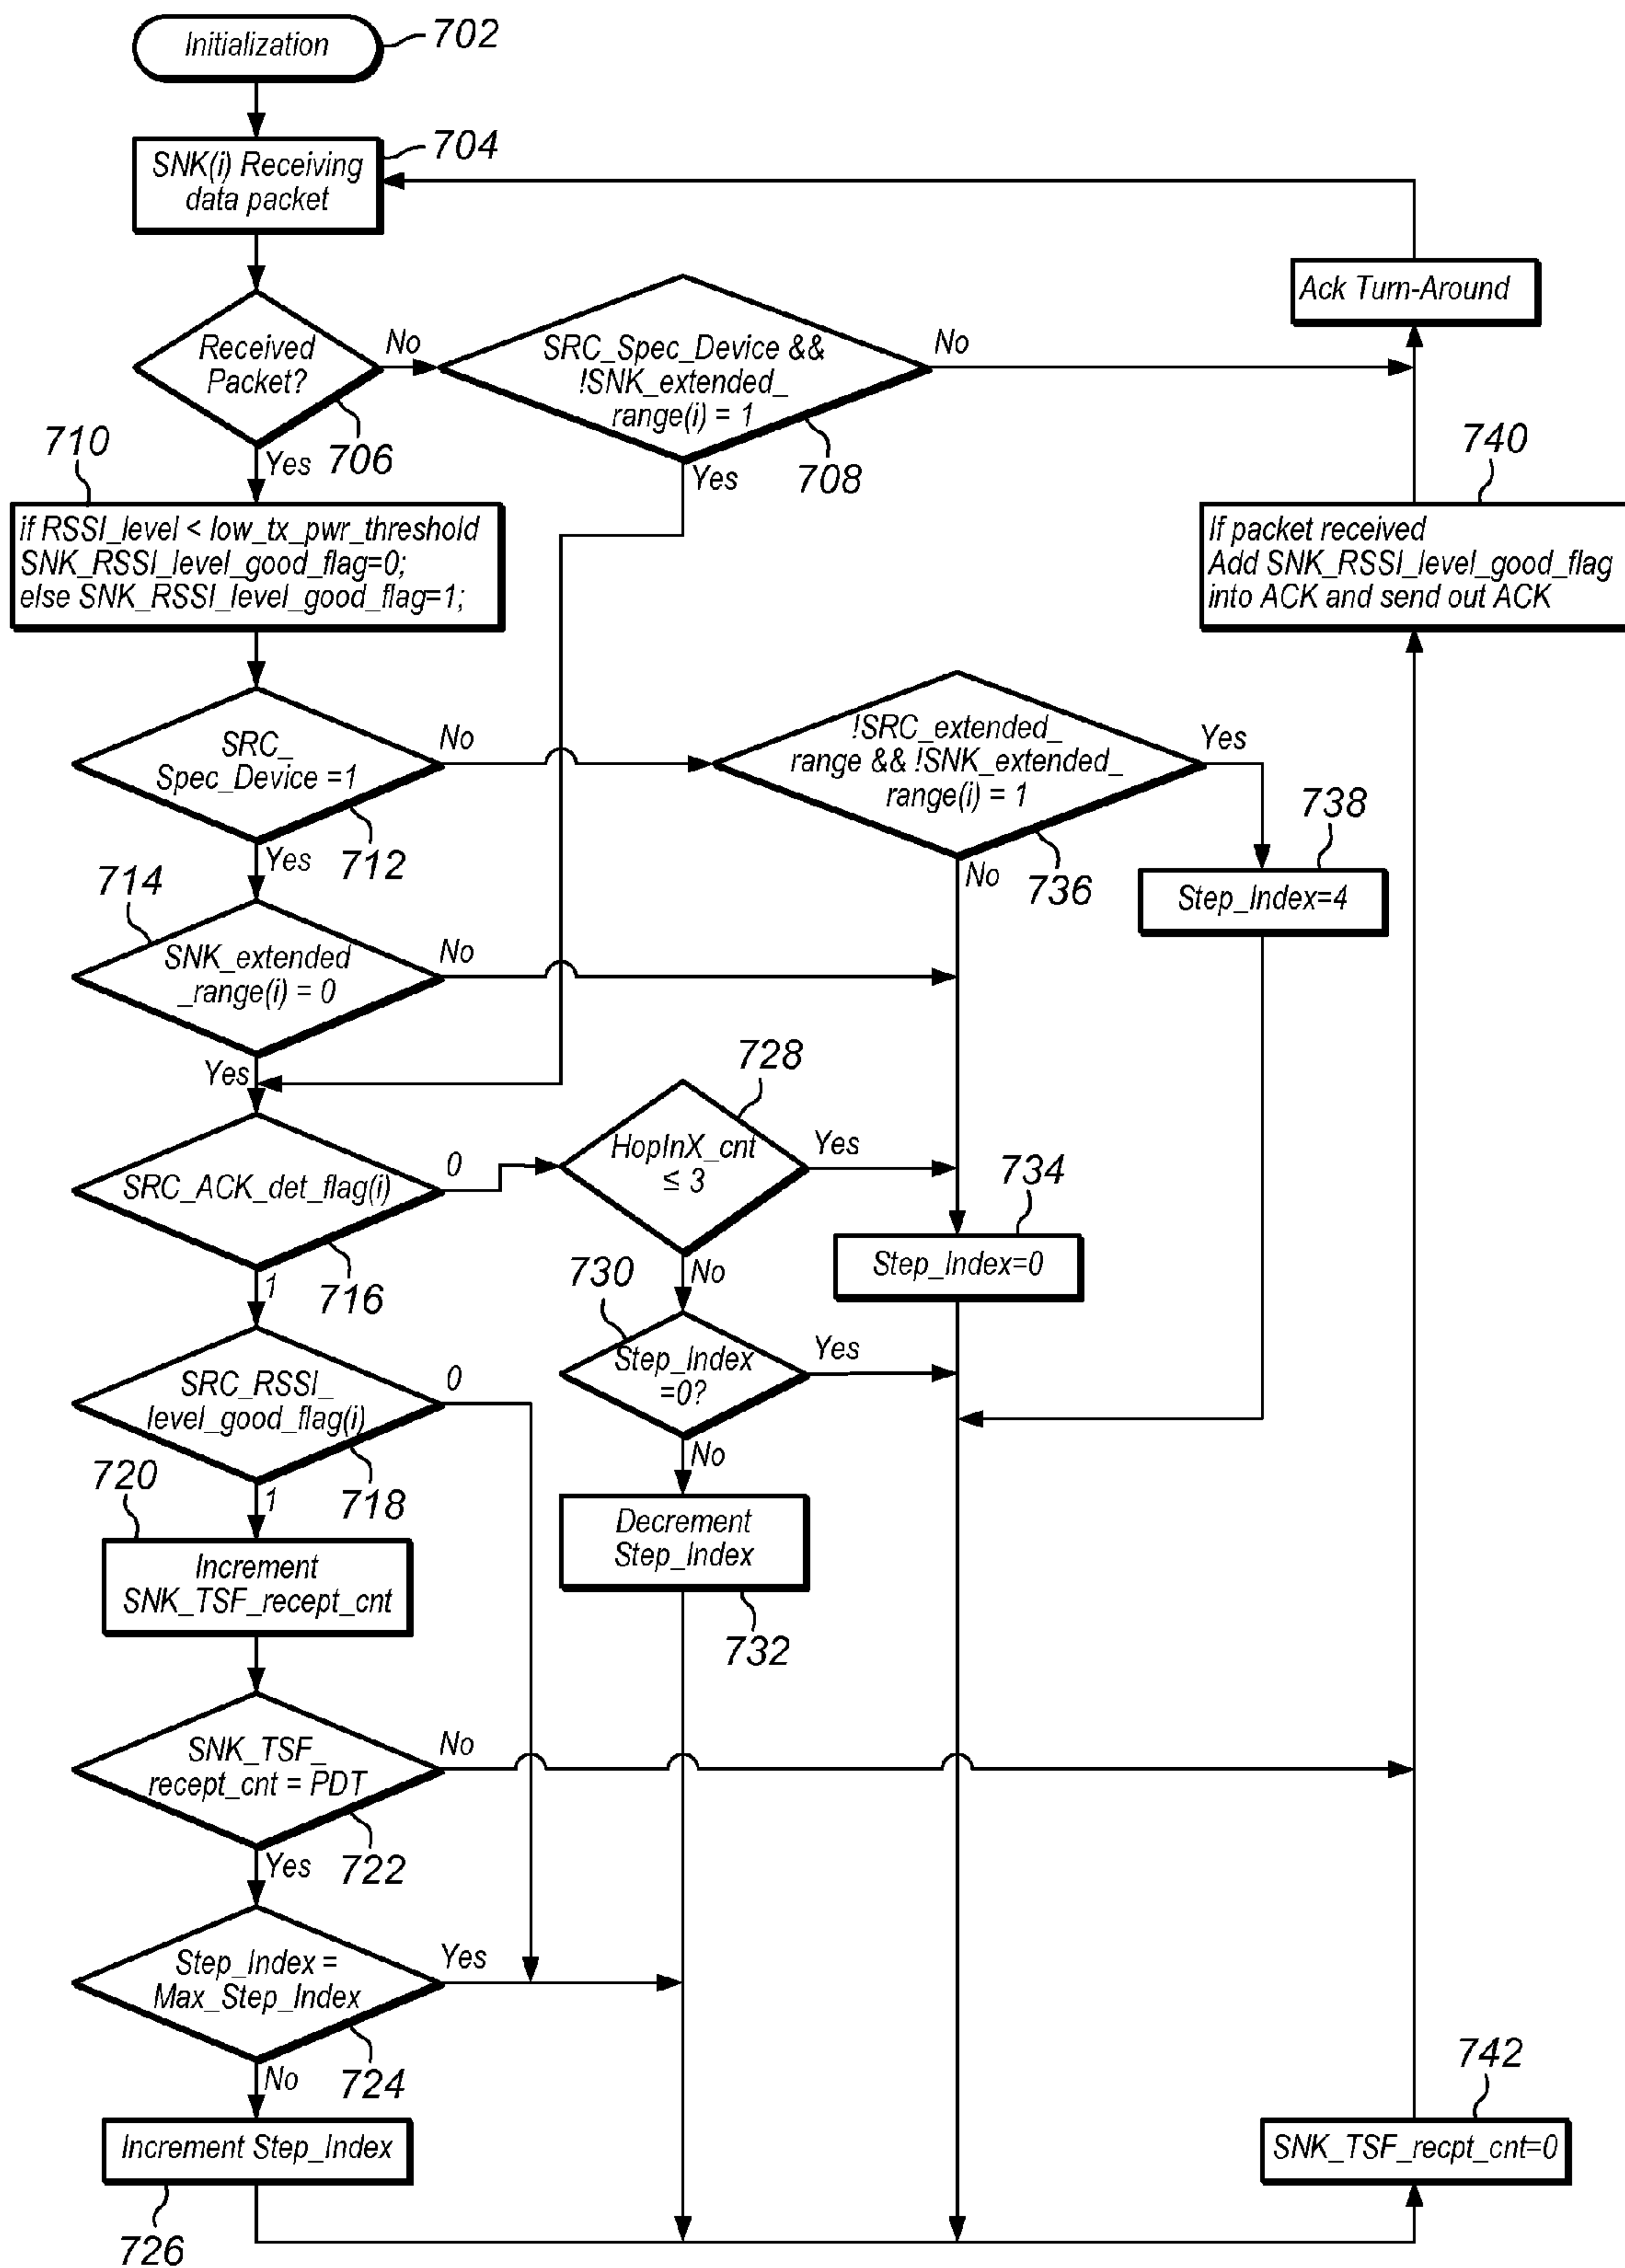 Initialization
702
SNK(i) Receiving
data packet
704
Ack Turn-Around
Received
Packet?
No
706
Yes
SRC_Spec_Device &&
!SNK_extended_
range(i) = 1
No
708
Yes
710
if RSSI_level < low_tx_pwr_threshold
SNK_RSSI_level_good_flag=0;
else SNK_RSSI_level_good_flag=1;
740
If packet received
Add SNK_RSSI_level_good_flag
into ACK and send out ACK
SRC_
Spec_Device =1
No
712
Yes
!SRC_extended_
range && !SNK_extended_
range(i) = 1
Yes
736
No
738
Step_Index=4
714
SNK_extended
_range(i) = 0
No
Yes
SRC_ACK_det_flag(i)
0
716
1
728
HopInX_cnt
≤ 3
Yes
No
734
Step_Index=0
730
Step_Index
=0?
Yes
No
SRC_RSSI_
level_good_flag(i)
0
718
1
720
Increment
SNK_TSF_recept_cnt
Decrement
Step_Index
732
SNK_TSF_
recept_cnt = PDT
No
722
Yes
Step_Index =
Max_Step_Index
Yes
724
No
Increment Step_Index
726
742
SNK_TSF_recpt_cnt=0